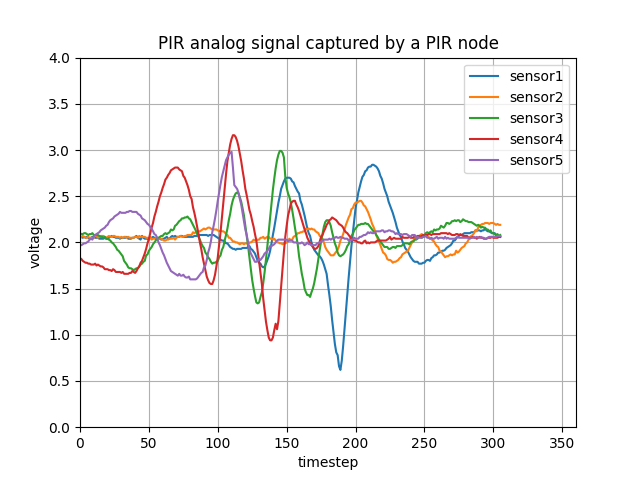 PIR analog signal captured by a PIR node
4.0
3.5
3.0
2.5
2.0
1.5
1.0
0.5
0.0
voltage
sensor1
sensor2
sensor3
sensor4
sensor5
0 50 100 150 200 250 300 350
timestep